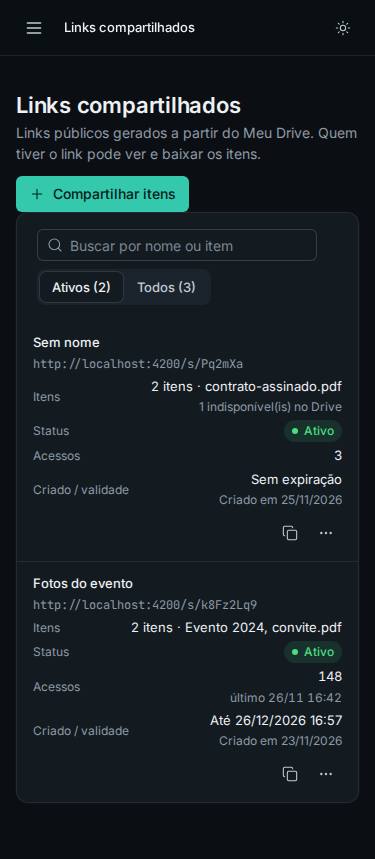 Links compartilhados
Links compartilhados
Links públicos gerados a partir do Meu Drive. Quem
tiver o link pode ver e baixar os itens.
+ Compartilhar itens
Buscar por nome ou item
Ativos (2) Todos (3)
Sem nome
http://localhost:4200/s/Pq2mXa
Itens 2 itens · contrato-assinado.pdf
1 indisponível(is) no Drive
Status Ativo
Acessos 3
Criado / validade Sem expiração
Criado em 25/11/2026
Fotos do evento
http://localhost:4200/s/k8Fz2Lq9
Itens 2 itens · Evento 2024, convite.pdf
Status Ativo
Acessos 148
último 26/11 16:42
Criado / validade Até 26/12/2026 16:57
Criado em 23/11/2026